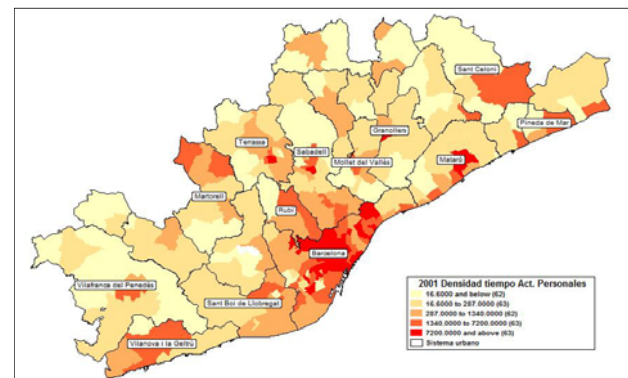 Sant Celoni
Pineda de Mar
Granollers
Terrassa
Sabadell
Mollet del Vallès
Mataró
Martorell
Rubí
Barcelona
Vilafranca del Penedès
Sant Boi de Llobregat
Vilanova i la Geltrú
2001 Densidad tiempo Act. Personales
16.6000 and below (62)
16.6000 to 287.0000 (63)
287.0000 to 1340.0000 (62)
1340.0000 to 7200.0000 (63)
7200.0000 and above (63)
Sistema urbano